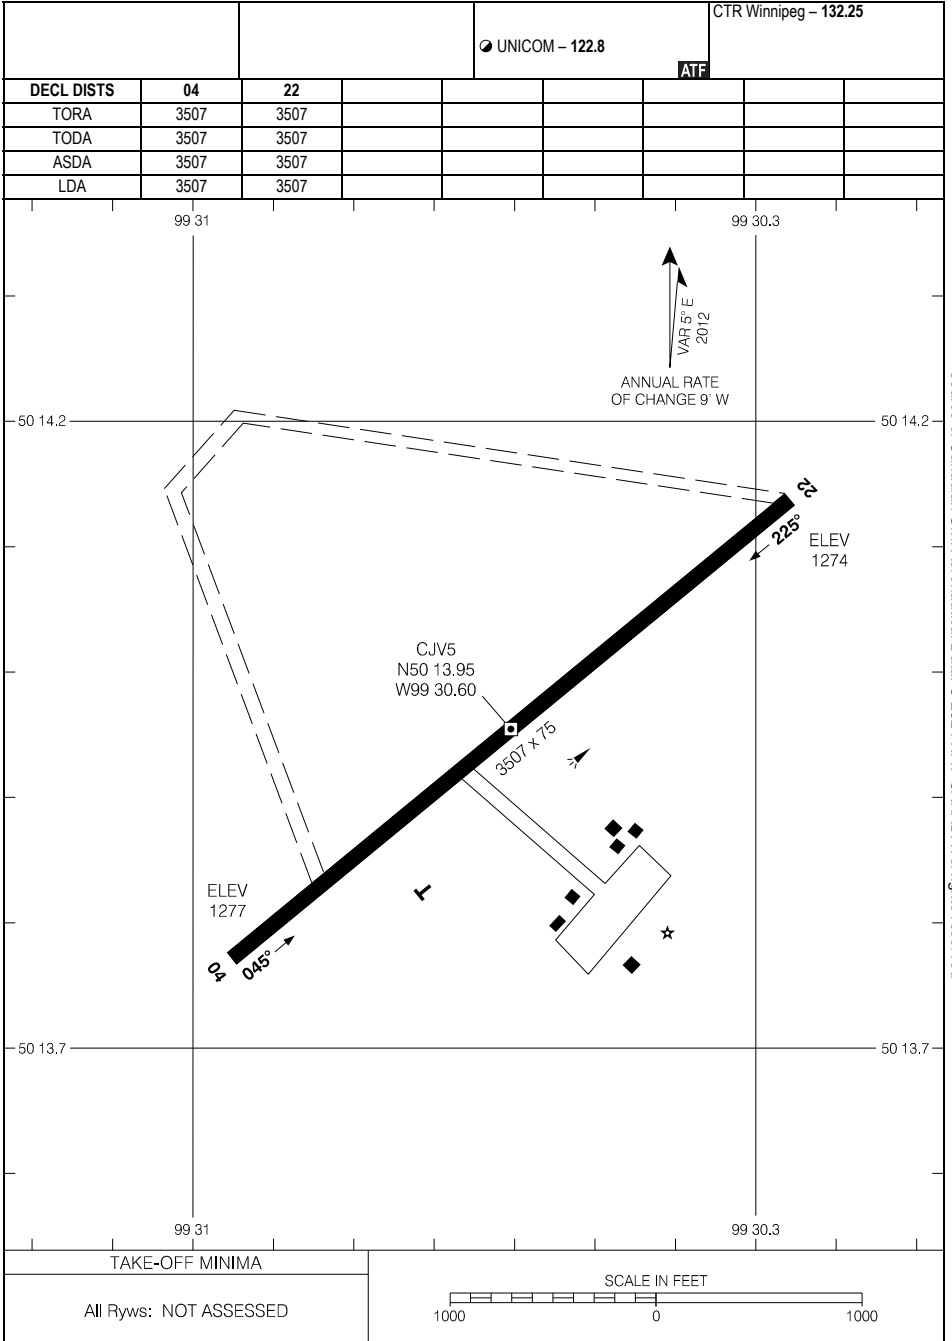 CTR Winnipeg – 132.25
UNICOM – 122.8
ATF
DECL DISTS 04 22
TORA 3507 3507
TODA 3507 3507
ASDA 3507 3507
LDA 3507 3507
99 31 99 30.3
VAR 5° E
2012
ANNUAL RATE
OF CHANGE 9' W
50 14.2 50 14.2
22
225°
ELEV
1274
CJV5
N50 13.95
W99 30.60
3507 x 75
ELEV
1277
04
045°
50 13.7 50 13.7
99 31 99 30.3
TAKE-OFF MINIMA
All Rywys: NOT ASSESSED
SCALE IN FEET
1000 0 1000